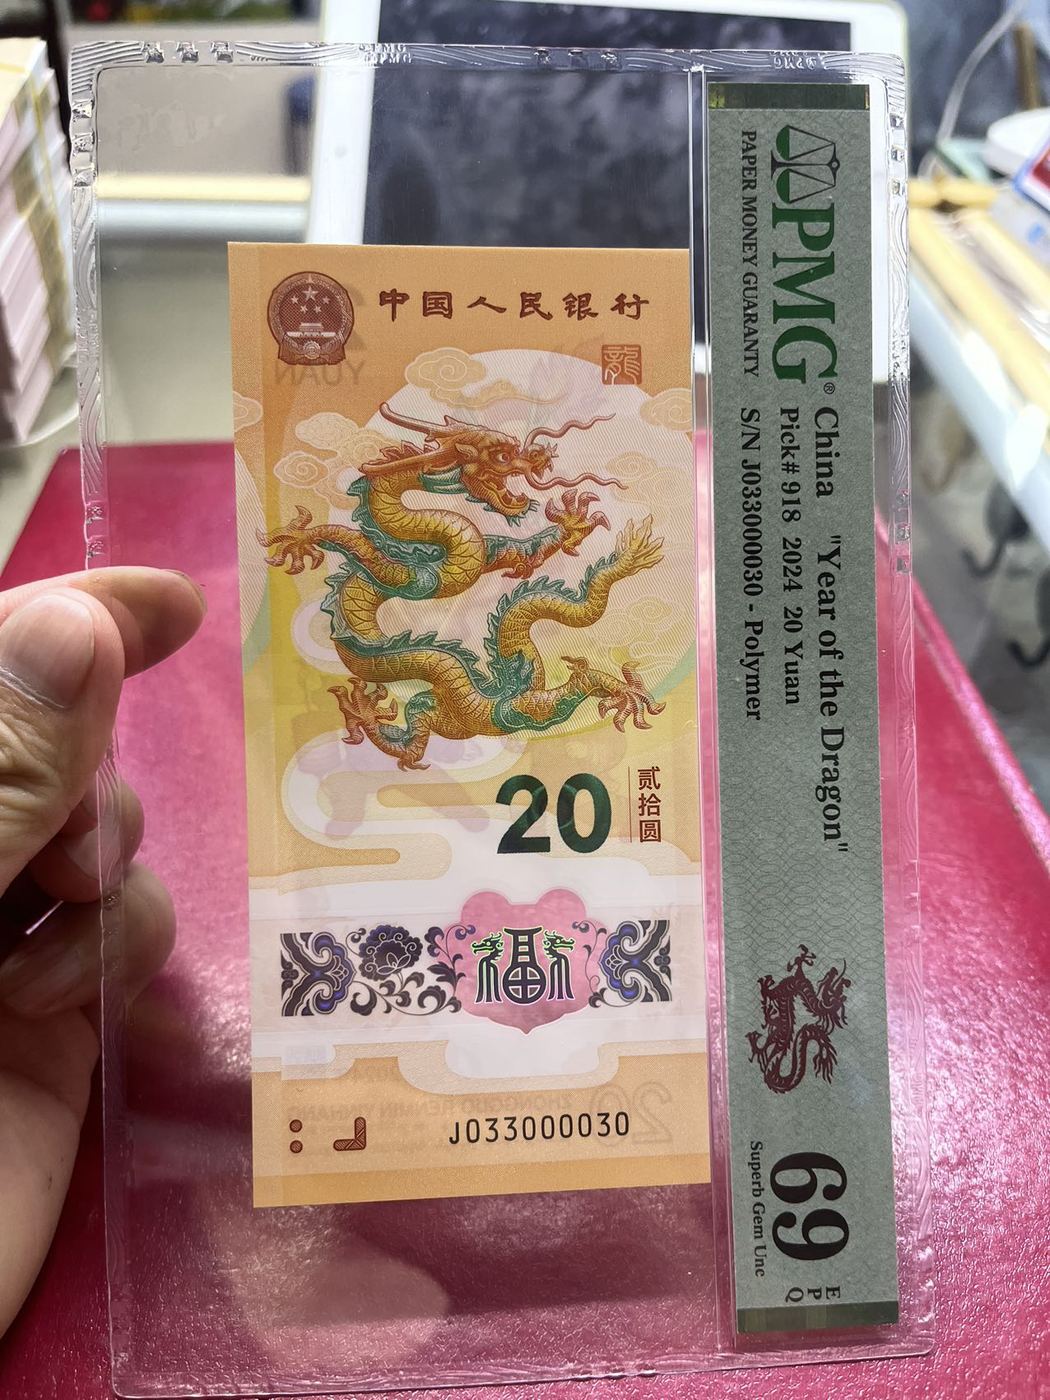 中国人民银行
龍
20
贰拾圆
福
J033000030
PMG®
PAPER MONEY GUARANTY
China "Year of the Dragon"
Pick# 918 2024 20 Yuan
S/N J033000030 - Polymer
69
EPQ
Superb Gem Unc